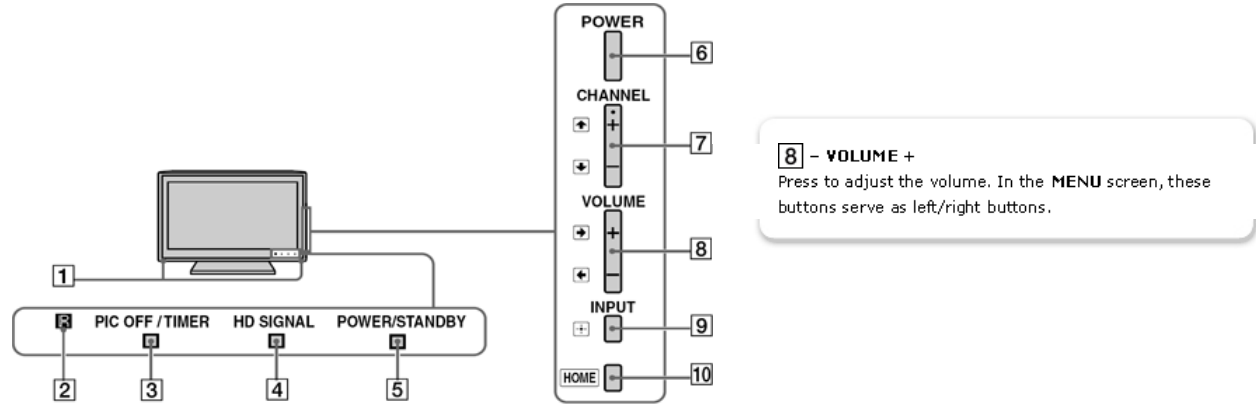 POWER
6
CHANNEL
+
7
–
VOLUME
+
8
–
INPUT
9
HOME
10
1
R PIC OFF / TIMER HD SIGNAL POWER/STANDBY
2 3 4 5
8 – VOLUME +
Press to adjust the volume. In the MENU screen, these
buttons serve as left/right buttons.